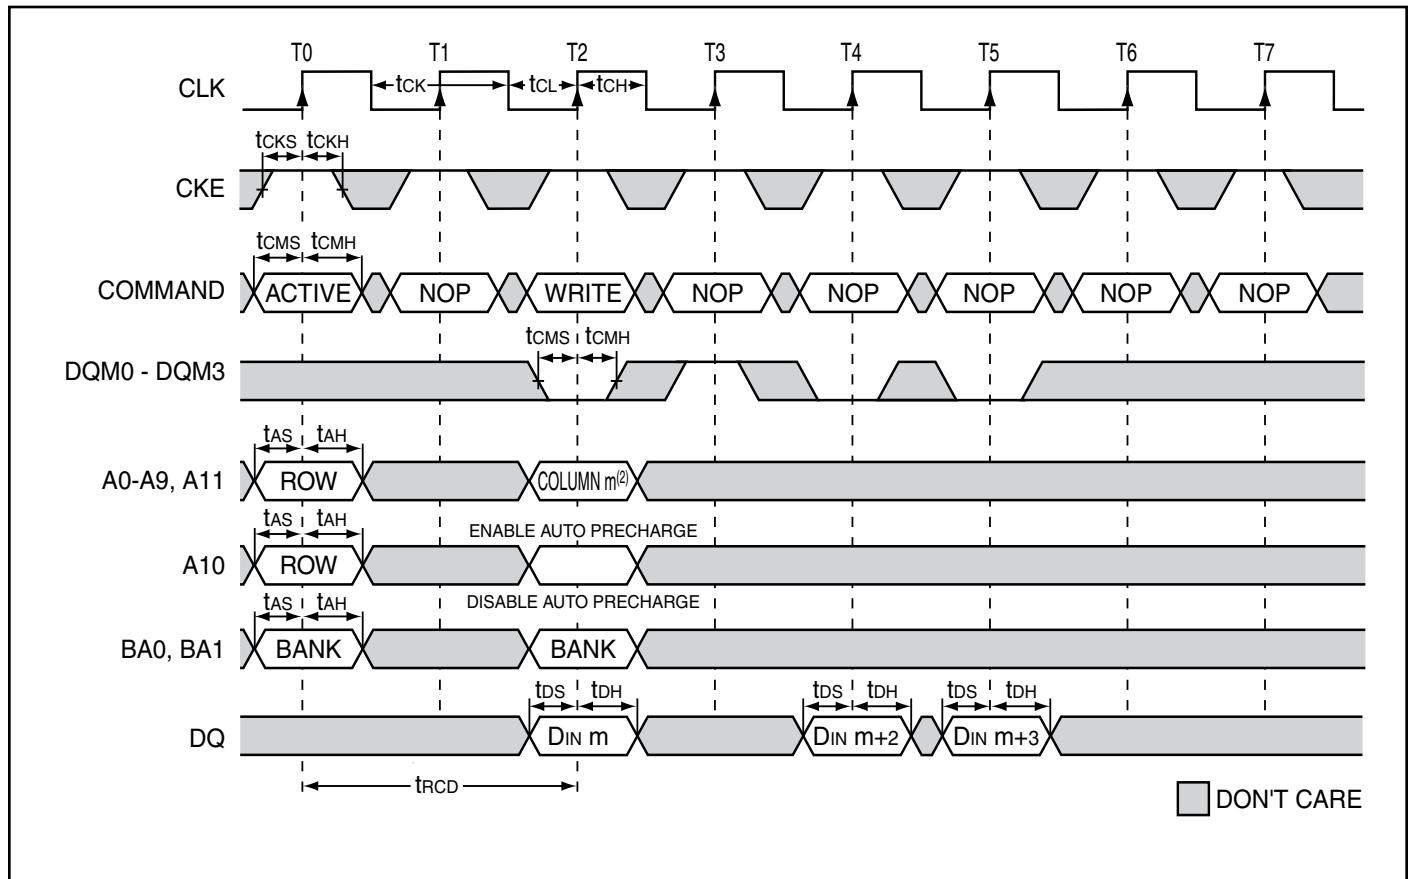 T0 T1 T2 T3 T4 T5 T6 T7
CLK tCK tCL tCH
tCKS tCKH
CKE
tCMS tCMH
COMMAND ACTIVE NOP WRITE NOP NOP NOP NOP NOP
tCMS tCMH
DQM0 - DQM3
tAS tAH
A0-A9, A11 ROW COLUMN m(2)
tAS tAH ENABLE AUTO PRECHARGE
A10 ROW
tAS tAH DISABLE AUTO PRECHARGE
BA0, BA1 BANK BANK
tDS tDH tDS tDH tDS tDH
DQ DIN m DIN m+2 DIN m+3
tRCD
DON'T CARE